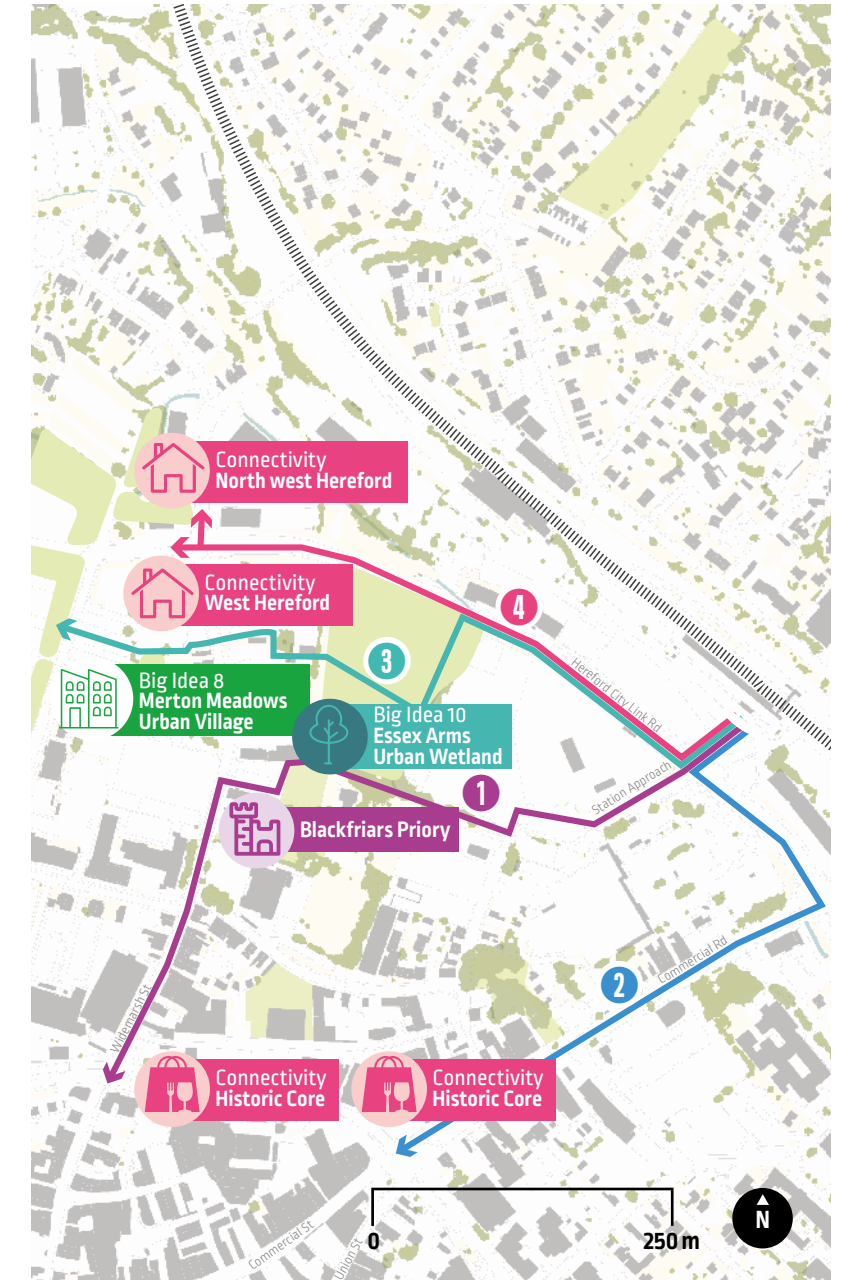 Connectivity
North west Hereford
Connectivity
West Hereford
4
3
Hereford City Link Rd
Big Idea 8
Merton Meadows
Urban Village
Big Idea 10
Essex Arms
Urban Wetland
1
Station Approach
Blackfriars Priory
2
Commercial Rd
Widemarsh St
Connectivity
Historic Core
Connectivity
Historic Core
Commercial St
Union St
0
250 m
N